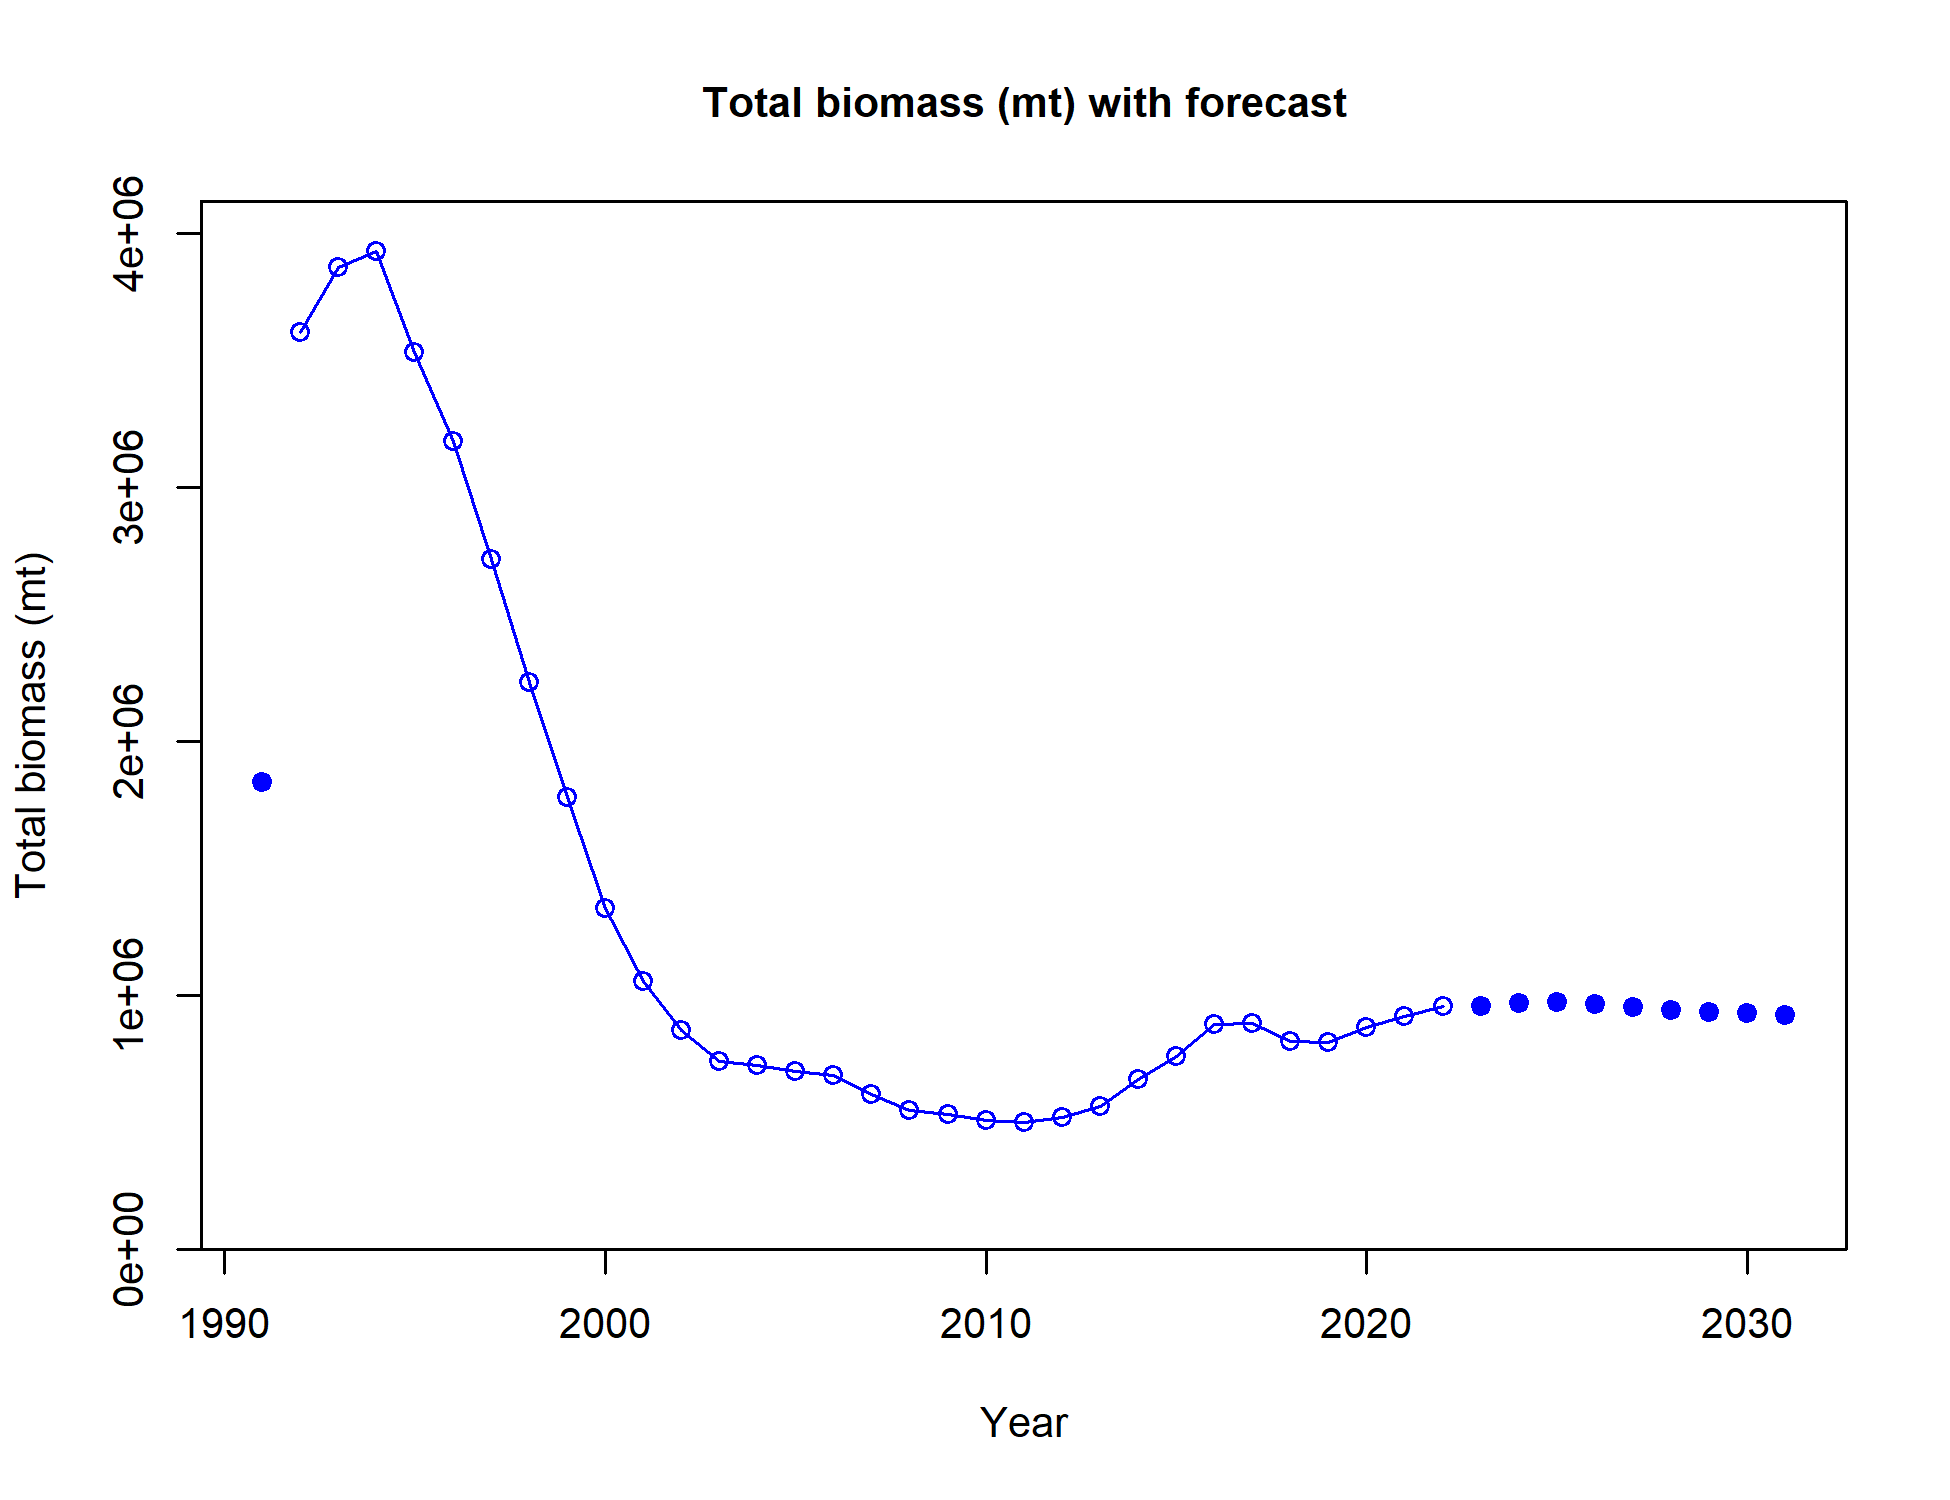 Total biomass (mt) with forecast
Total biomass (mt)
4e+06
3e+06
2e+06
1e+06
0e+00
1990 2000 2010 2020 2030
Year